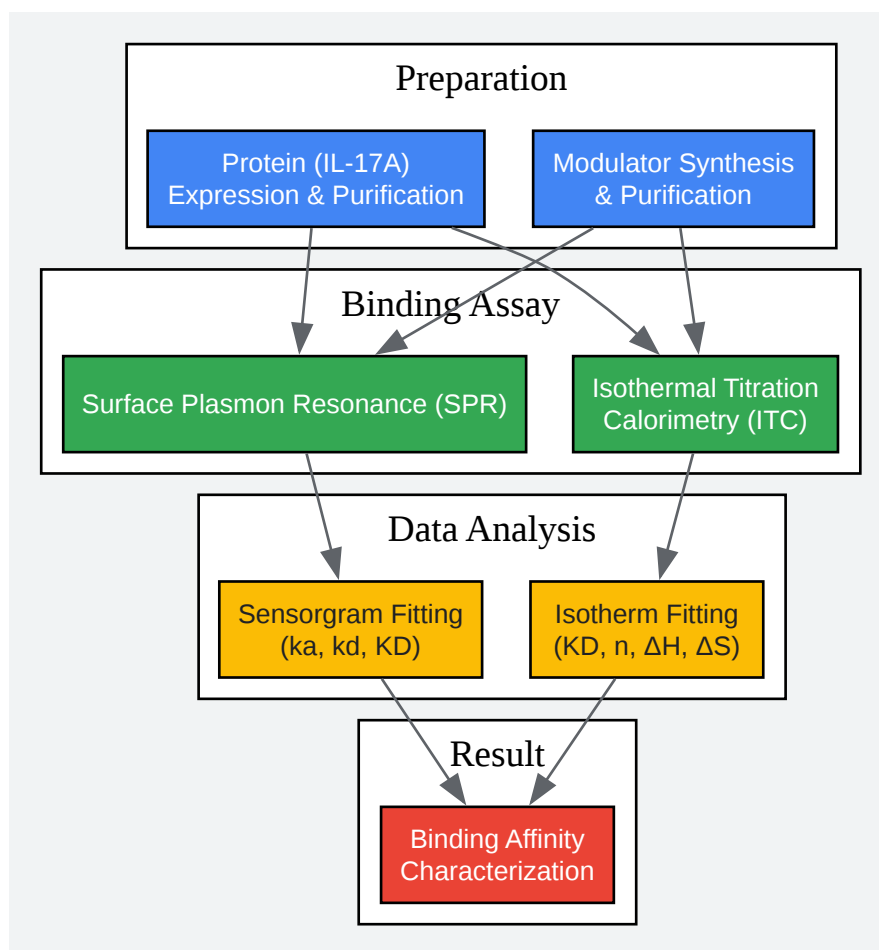 Preparation
Protein (IL-17A)
Expression & Purification
Modulator Synthesis
& Purification
Binding Assay
Surface Plasmon Resonance (SPR)
Isothermal Titration
Calorimetry (ITC)
Data Analysis
Sensorgram Fitting
(ka, kd, KD)
Isotherm Fitting
(KD, n, ΔH, ΔS)
Result
Binding Affinity
Characterization